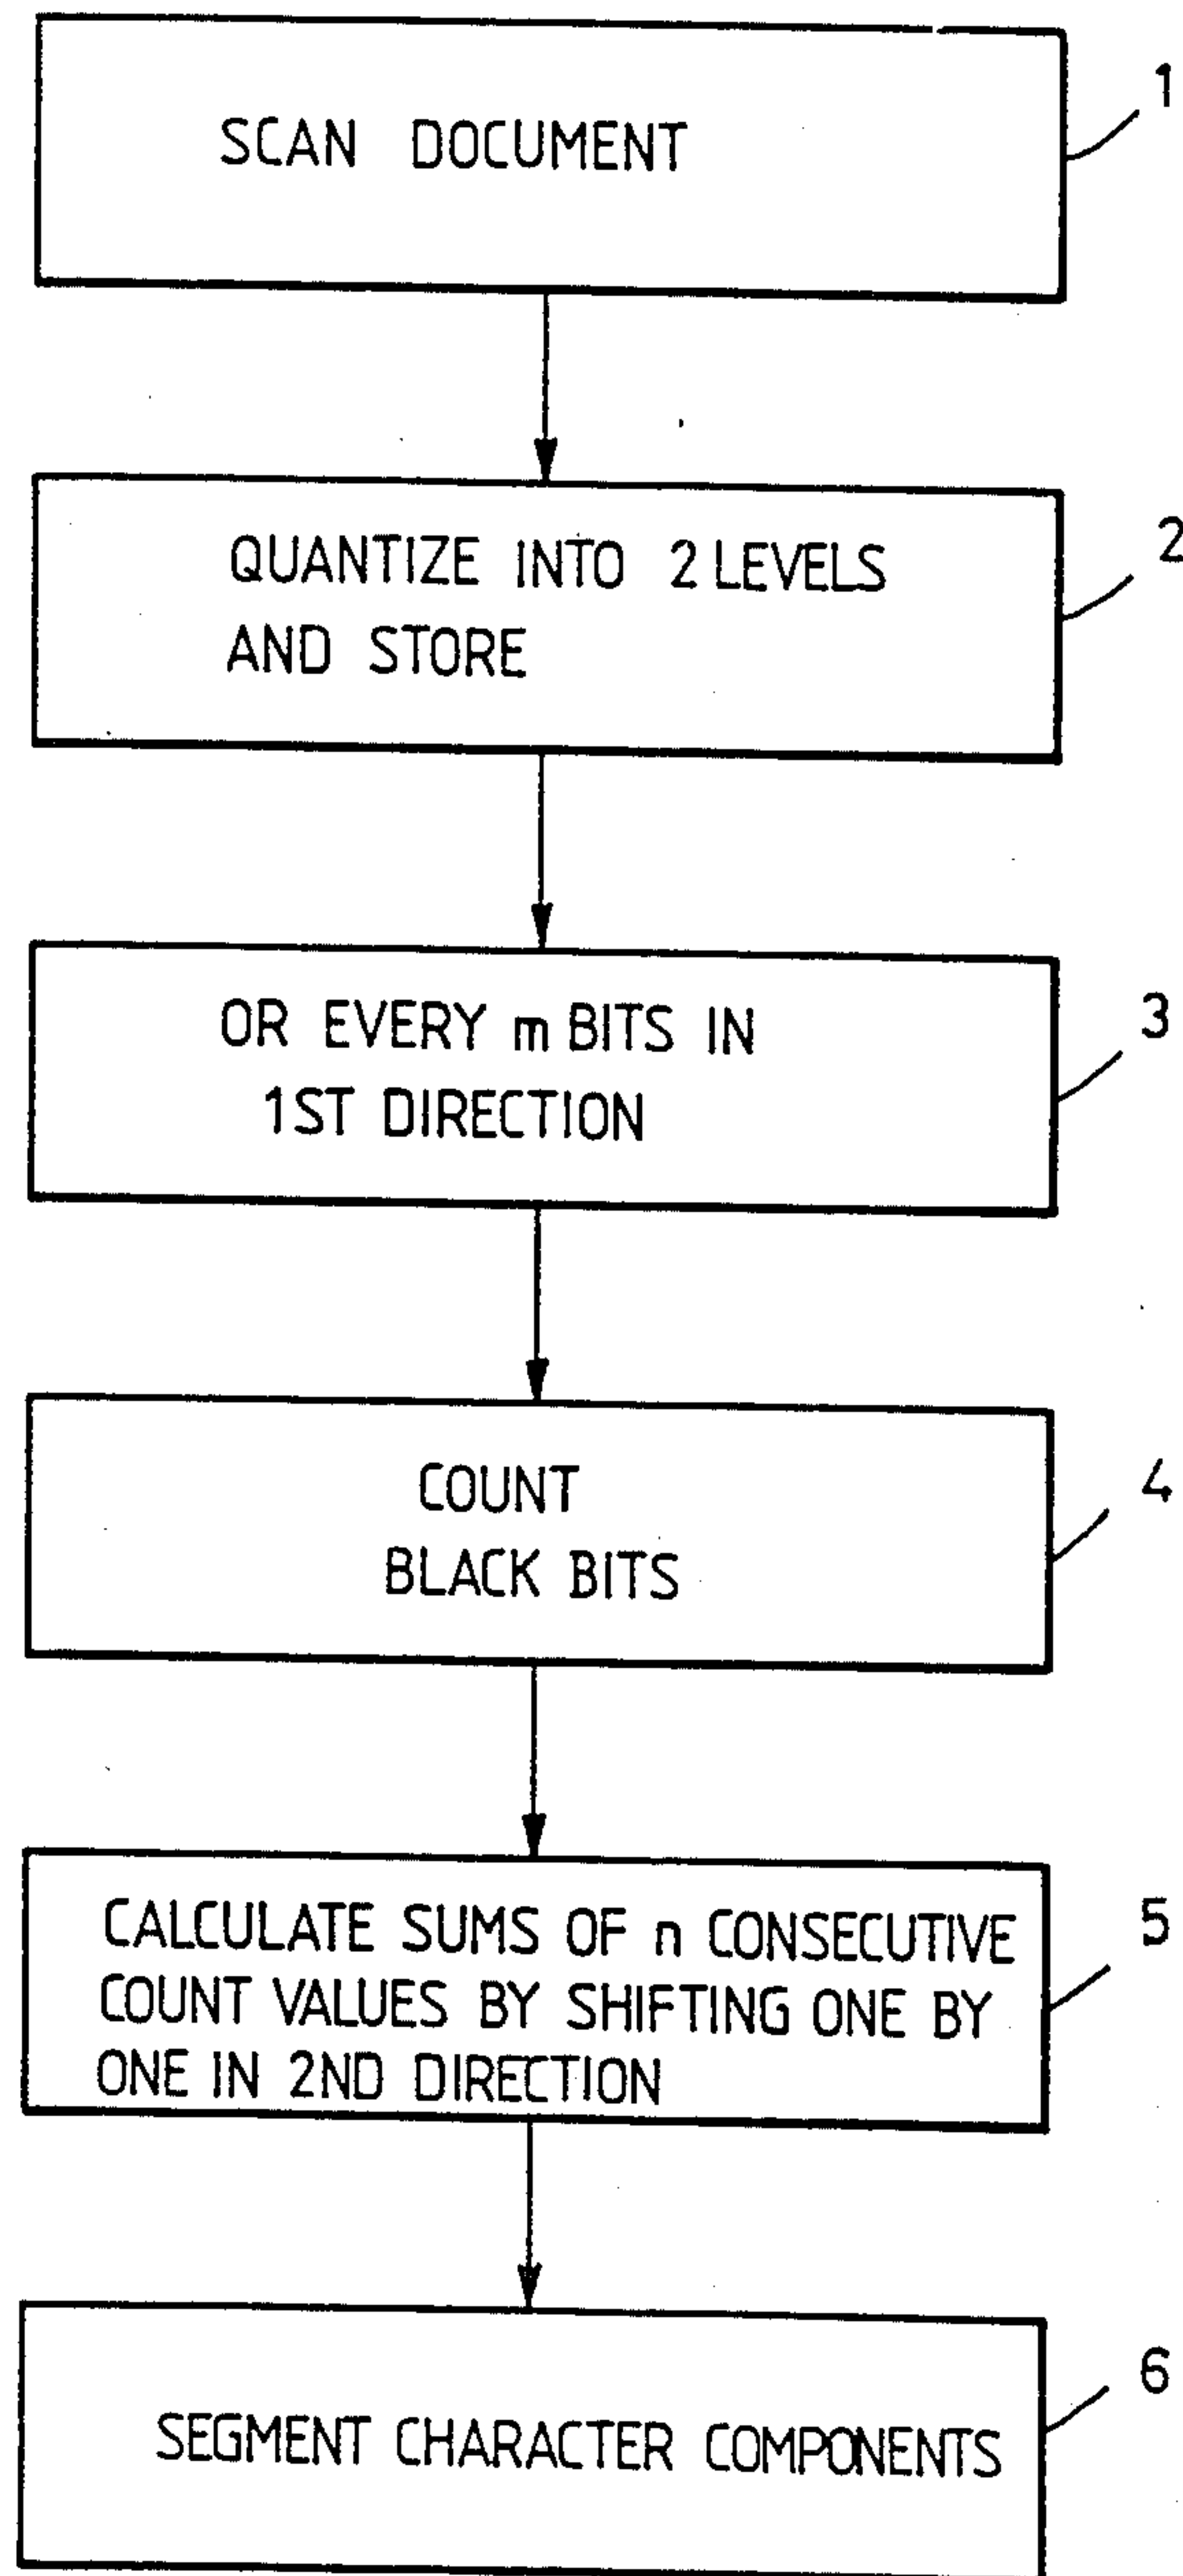 SCAN DOCUMENT
1
QUANTIZE INTO 2 LEVELS
AND STORE
2
OR EVERY m BITS IN
1ST DIRECTION
3
COUNT
BLACK BITS
4
CALCULATE SUMS OF n CONSECUTIVE
COUNT VALUES BY SHIFTING ONE BY
ONE IN 2ND DIRECTION
5
SEGMENT CHARACTER COMPONENTS
6